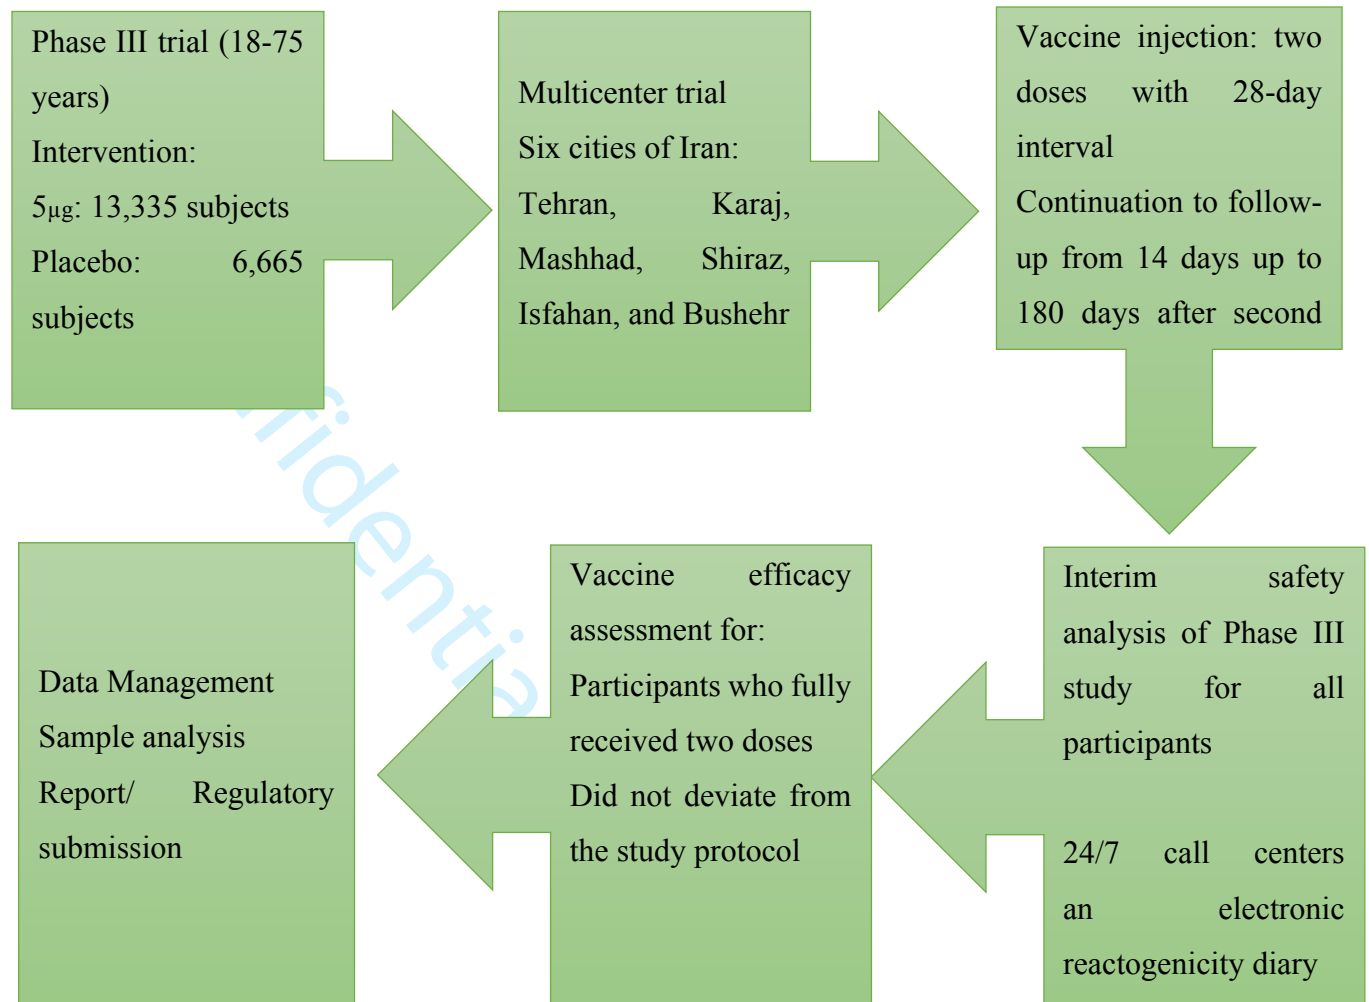 Phase III trial (18-75
years)
Intervention:
5µg: 13,335 subjects
Placebo: 6,665
subjects
Multicenter trial
Six cities of Iran:
Tehran, Karaj,
Mashhad, Shiraz,
Isfahan, and Bushehr
Vaccine injection: two
doses with 28-day
interval
Continuation to follow-
up from 14 days up to
180 days after second
Interim safety
analysis of Phase III
study for all
participants
24/7 call centers
an electronic
reactogenicity diary
Vaccine efficacy
assessment for:
Participants who fully
received two doses
Did not deviate from
the study protocol
Data Management
Sample analysis
Report/ Regulatory
submission
fidentia